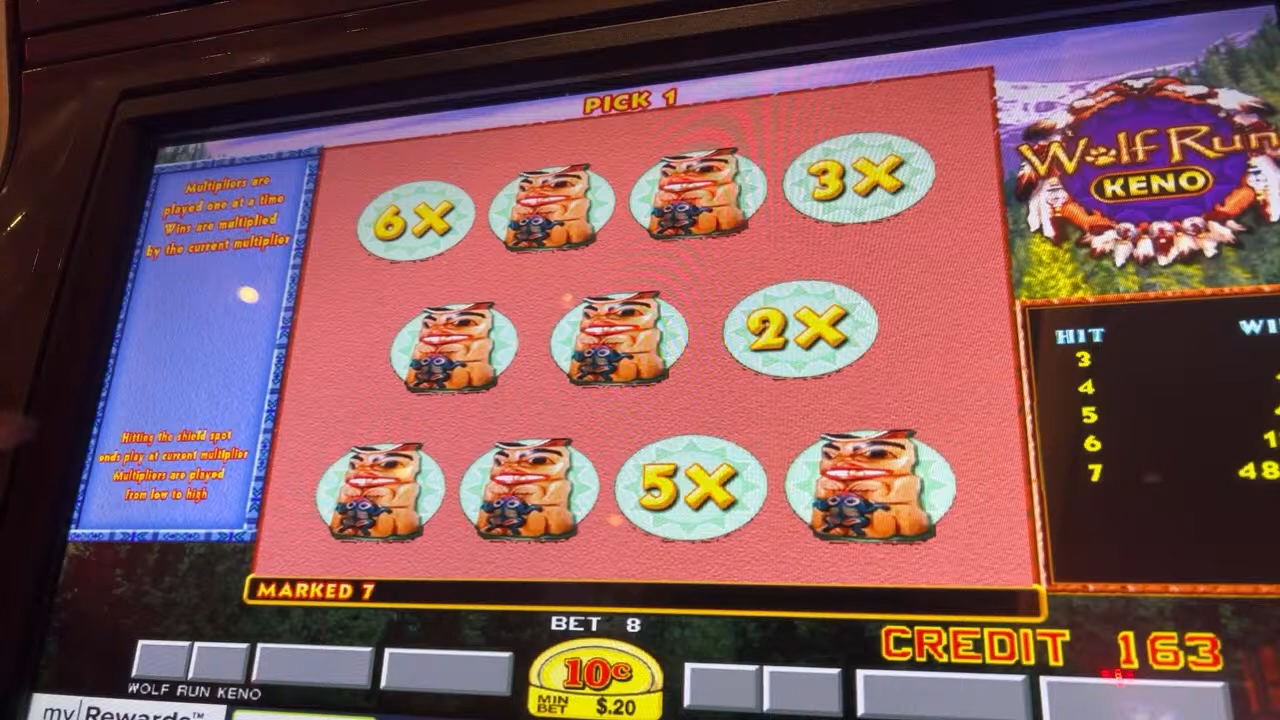 PICK 1
Multipliers are
played one at a time
Wins are multiplied
by the current multiplier
6X
3X
2X
5X
Hitting the shield spot
ends play at current multiplier
Multipliers are played
from low to high
Wolf Run
KENO
HIT
3
4
5
6
7
MARKED 7
BET 8
CREDIT 163
10¢
MIN BET $.20
WOLF RUN KENO
my Rewards™